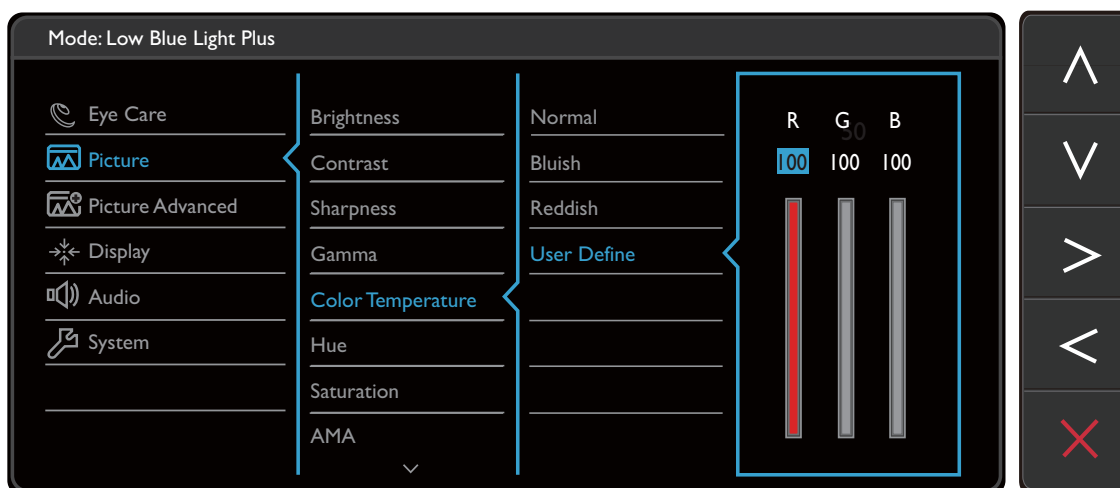 Mode: Low Blue Light Plus
Eye Care
Picture
Picture Advanced
Display
Audio
System
Brightness
Contrast
Sharpness
Gamma
Color Temperature
Hue
Saturation
AMA
Normal
Bluish
Reddish
User Define
R G B
50
100 100 100